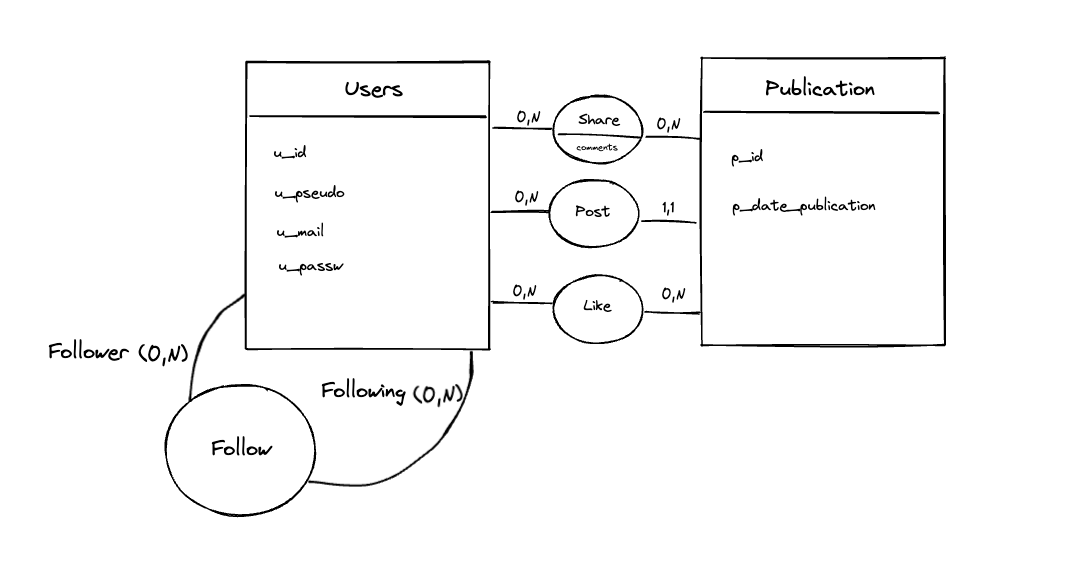 Users
u_id
u_pseudo
u_mail
u_passw
0,N
Share
comments
0,N
0,N
Post
1,1
0,N
Like
0,N
Publication
p_id
p_date_publication
Follower (0,N)
Following (0,N)
Follow